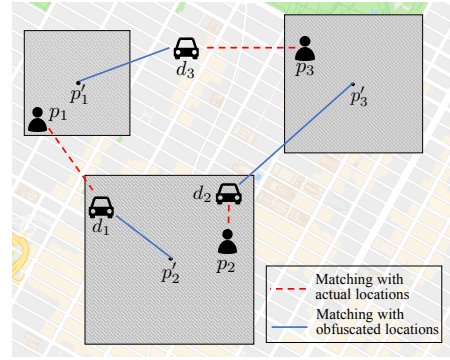 d₃
p₃
p′₁
p′₃
p₁
d₂
d₁
p₂
p′₂
Matching with
actual locations
Matching with
obfuscated locations